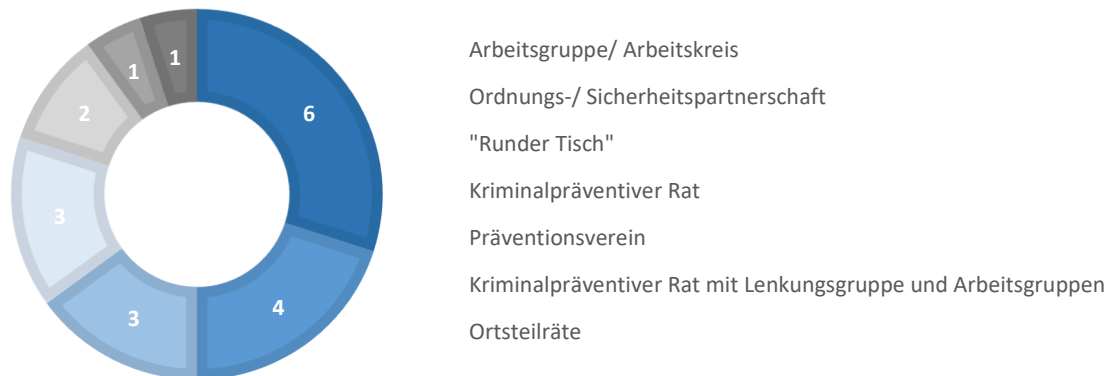 6
4
3
3
2
1
1
Arbeitsgruppe/ Arbeitskreis
Ordnungs-/ Sicherheitspartnerschaft
"Runder Tisch"
Kriminalpräventiver Rat
Präventionsverein
Kriminalpräventiver Rat mit Lenkungsgruppe und Arbeitsgruppen
Ortsteilräte